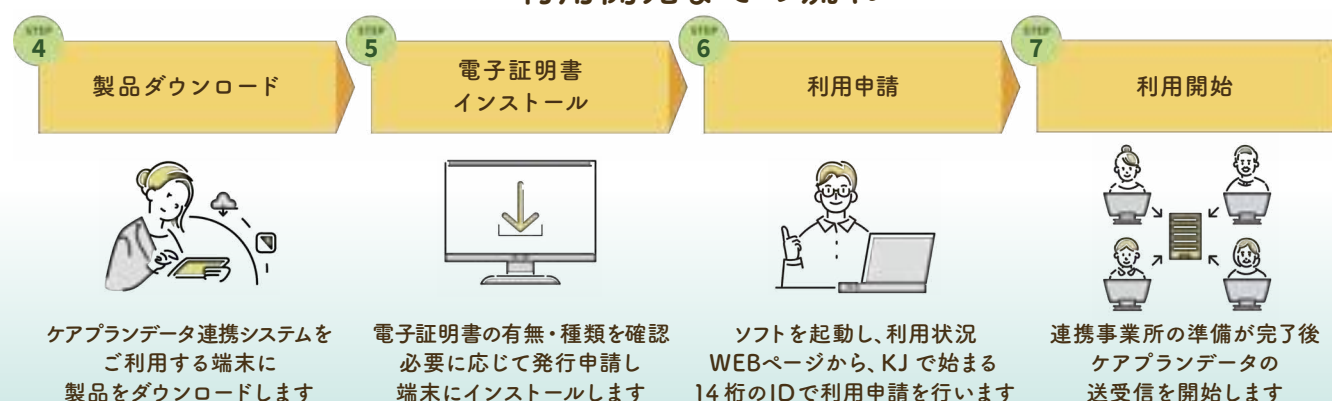 STEP
4
製品ダウンロード
STEP
5
電子証明書
インストール
STEP
6
利用申請
STEP
7
利用開始
ケアプランデータ連携システムを
ご利用する端末に
製品をダウンロードします
電子証明書の有無・種類を確認
必要に応じて発行申請し
端末にインストールします
ソフトを起動し、利用状況
WEBページから、KJで始まる
14桁のIDで利用申請を行います
連携事業所の準備が完了後
ケアプランデータの
送受信を開始します